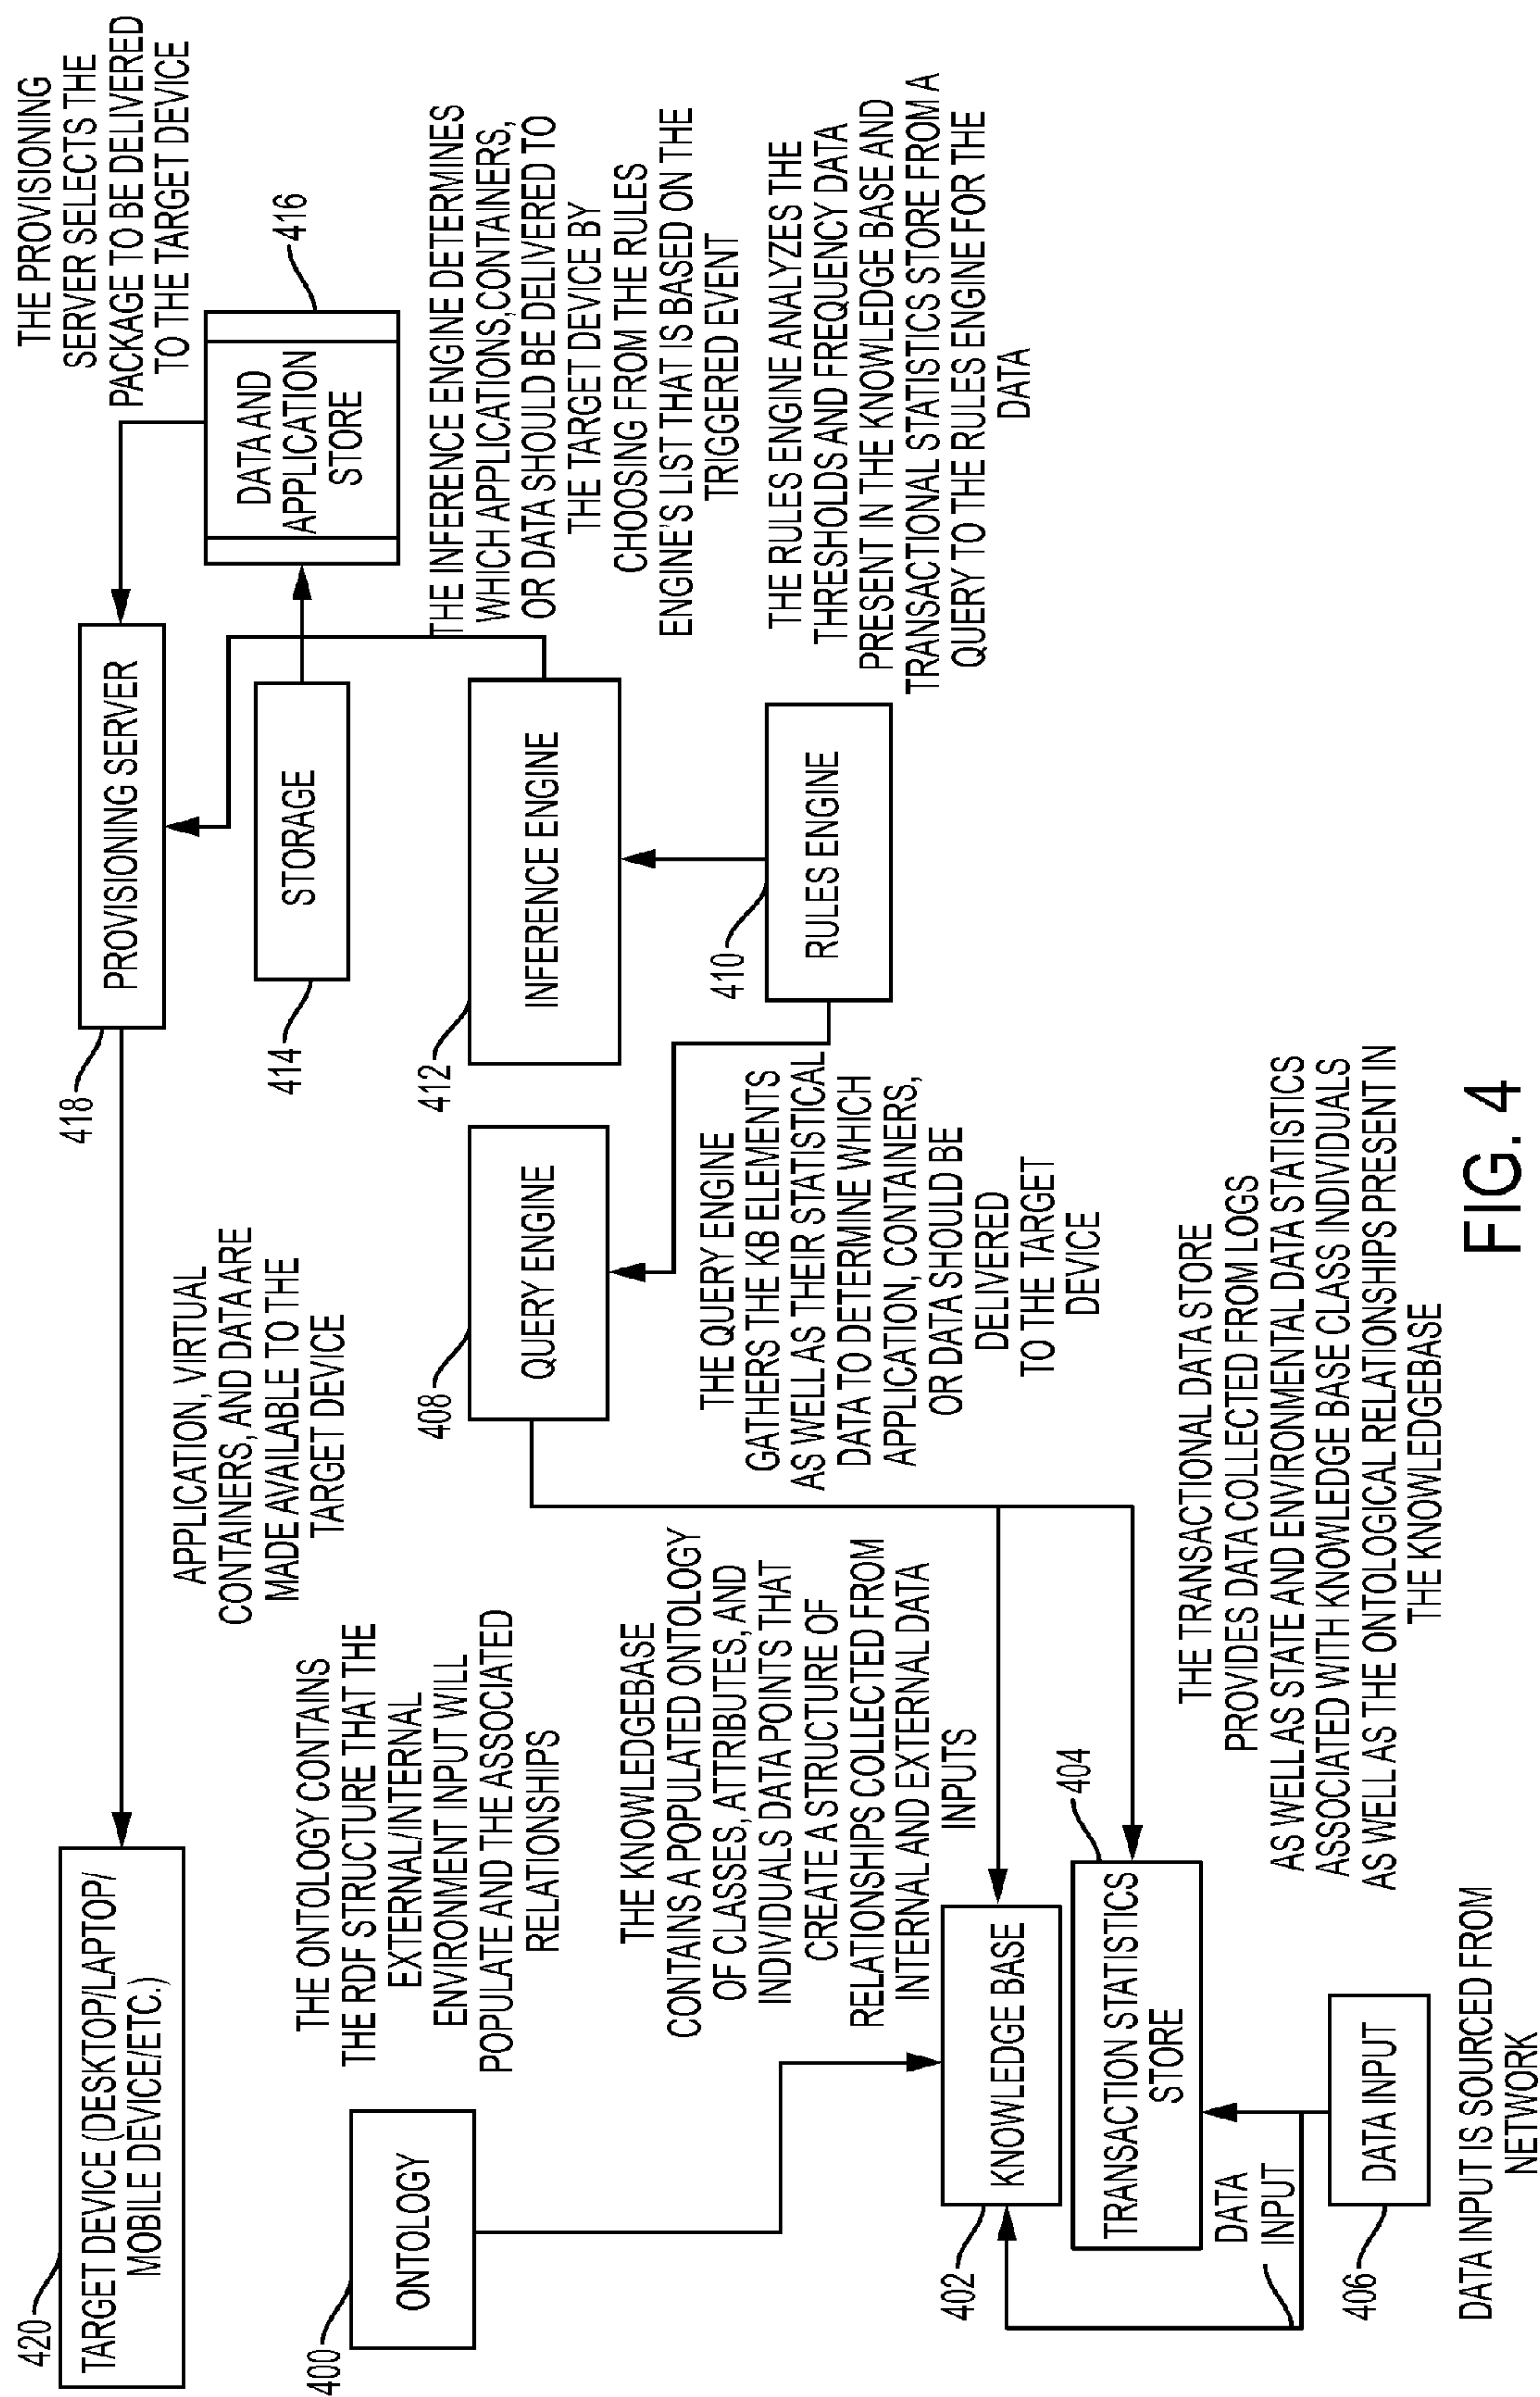 420
TARGET DEVICE (DESKTOP/LAPTOP/
MOBILE DEVICE/ETC.)
418
PROVISIONING SERVER
THE PROVISIONING
SERVER SELECTS THE
PACKAGE TO BE DELIVERED
TO THE TARGET DEVICE
APPLICATION, VIRTUAL
CONTAINERS, AND DATA ARE
MADE AVAILABLE TO THE
TARGET DEVICE
414
STORAGE
DATA AND
APPLICATION
STORE
416
400
ONTOLOGY
THE ONTOLOGY CONTAINS
THE RDF STRUCTURE THAT THE
EXTERNAL/INTERNAL
ENVIRONMENT INPUT WILL
POPULATE AND THE ASSOCIATED
RELATIONSHIPS
408
QUERY ENGINE
412
INFERENCE ENGINE
THE INFERENCE ENGINE DETERMINES
WHICH APPLICATIONS,CONTAINERS,
OR DATA SHOULD BE DELIVERED TO
THE TARGET DEVICE BY
CHOOSING FROM THE RULES
ENGINE'S LIST THAT IS BASED ON THE
TRIGGERED EVENT
THE KNOWLEDGEBASE
CONTAINS A POPULATED ONTOLOGY
OF CLASSES, ATTRIBUTES, AND
INDIVIDUALS DATA POINTS THAT
CREATE A STRUCTURE OF
RELATIONSHIPS COLLECTED FROM
INTERNAL AND EXTERNAL DATA
INPUTS
THE QUERY ENGINE
GATHERS THE KB ELEMENTS
AS WELL AS THEIR STATISTICAL
DATA TO DETERMINE WHICH
APPLICATION, CONTAINERS,
OR DATA SHOULD BE
DELIVERED
TO THE TARGET
DEVICE
410
RULES ENGINE
THE RULES ENGINE ANALYZES THE
THRESHOLDS AND FREQUENCY DATA
PRESENT IN THE KNOWLEDGE BASE AND
TRANSACTIONAL STATISTICS STORE FROM A
QUERY TO THE RULES ENGINE FOR THE
DATA
402
KNOWLEDGE BASE
404
TRANSACTION STATISTICS
STORE
DATA
INPUT
THE TRANSACTIONAL DATA STORE
PROVIDES DATA COLLECTED FROM LOGS
AS WELL AS STATE AND ENVIRONMENTAL DATA STATISTICS
ASSOCIATED WITH KNOWLEDGE BASE CLASS INDIVIDUALS
AS WELL AS THE ONTOLOGICAL RELATIONSHIPS PRESENT IN
THE KNOWLEDGEBASE
406
DATA INPUT
DATA INPUT IS SOURCED FROM
NETWORK
FIG. 4